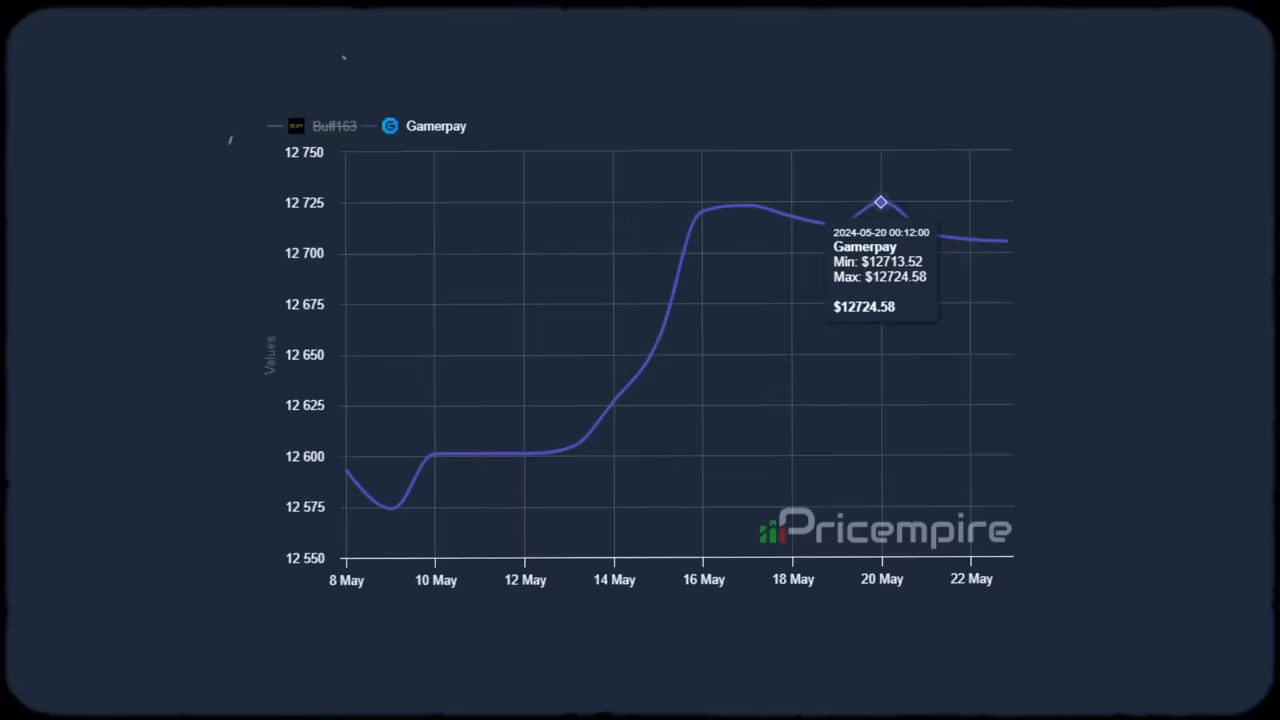 Buff163 Gamerpay
12 750
12 725
12 700
12 675
12 650
12 625
12 600
12 575
12 550
Values
2024-05-20 00:12:00
Gamerpay
Min: $12713.52
Max: $12724.58
$12724.58
Pricempire
8 May 10 May 12 May 14 May 16 May 18 May 20 May 22 May